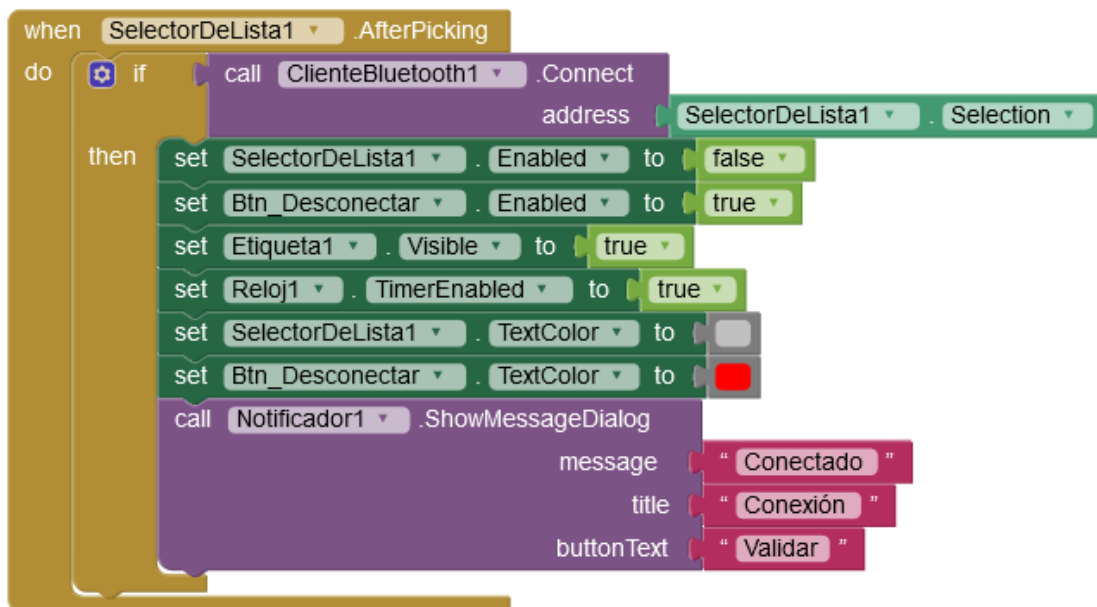 when SelectorDeLista1 .AfterPicking
do if call ClienteBluetooth1 .Connect
address SelectorDeLista1 . Selection
then set SelectorDeLista1 . Enabled to false
set Btn_Desconectar . Enabled to true
set Etiqueta1 . Visible to true
set Reloj1 . TimerEnabled to true
set SelectorDeLista1 . TextColor to
set Btn_Desconectar . TextColor to
call Notificador1 .ShowMessageDialog
message “ Conectado ”
title “ Conexión ”
buttonText “ Validar ”